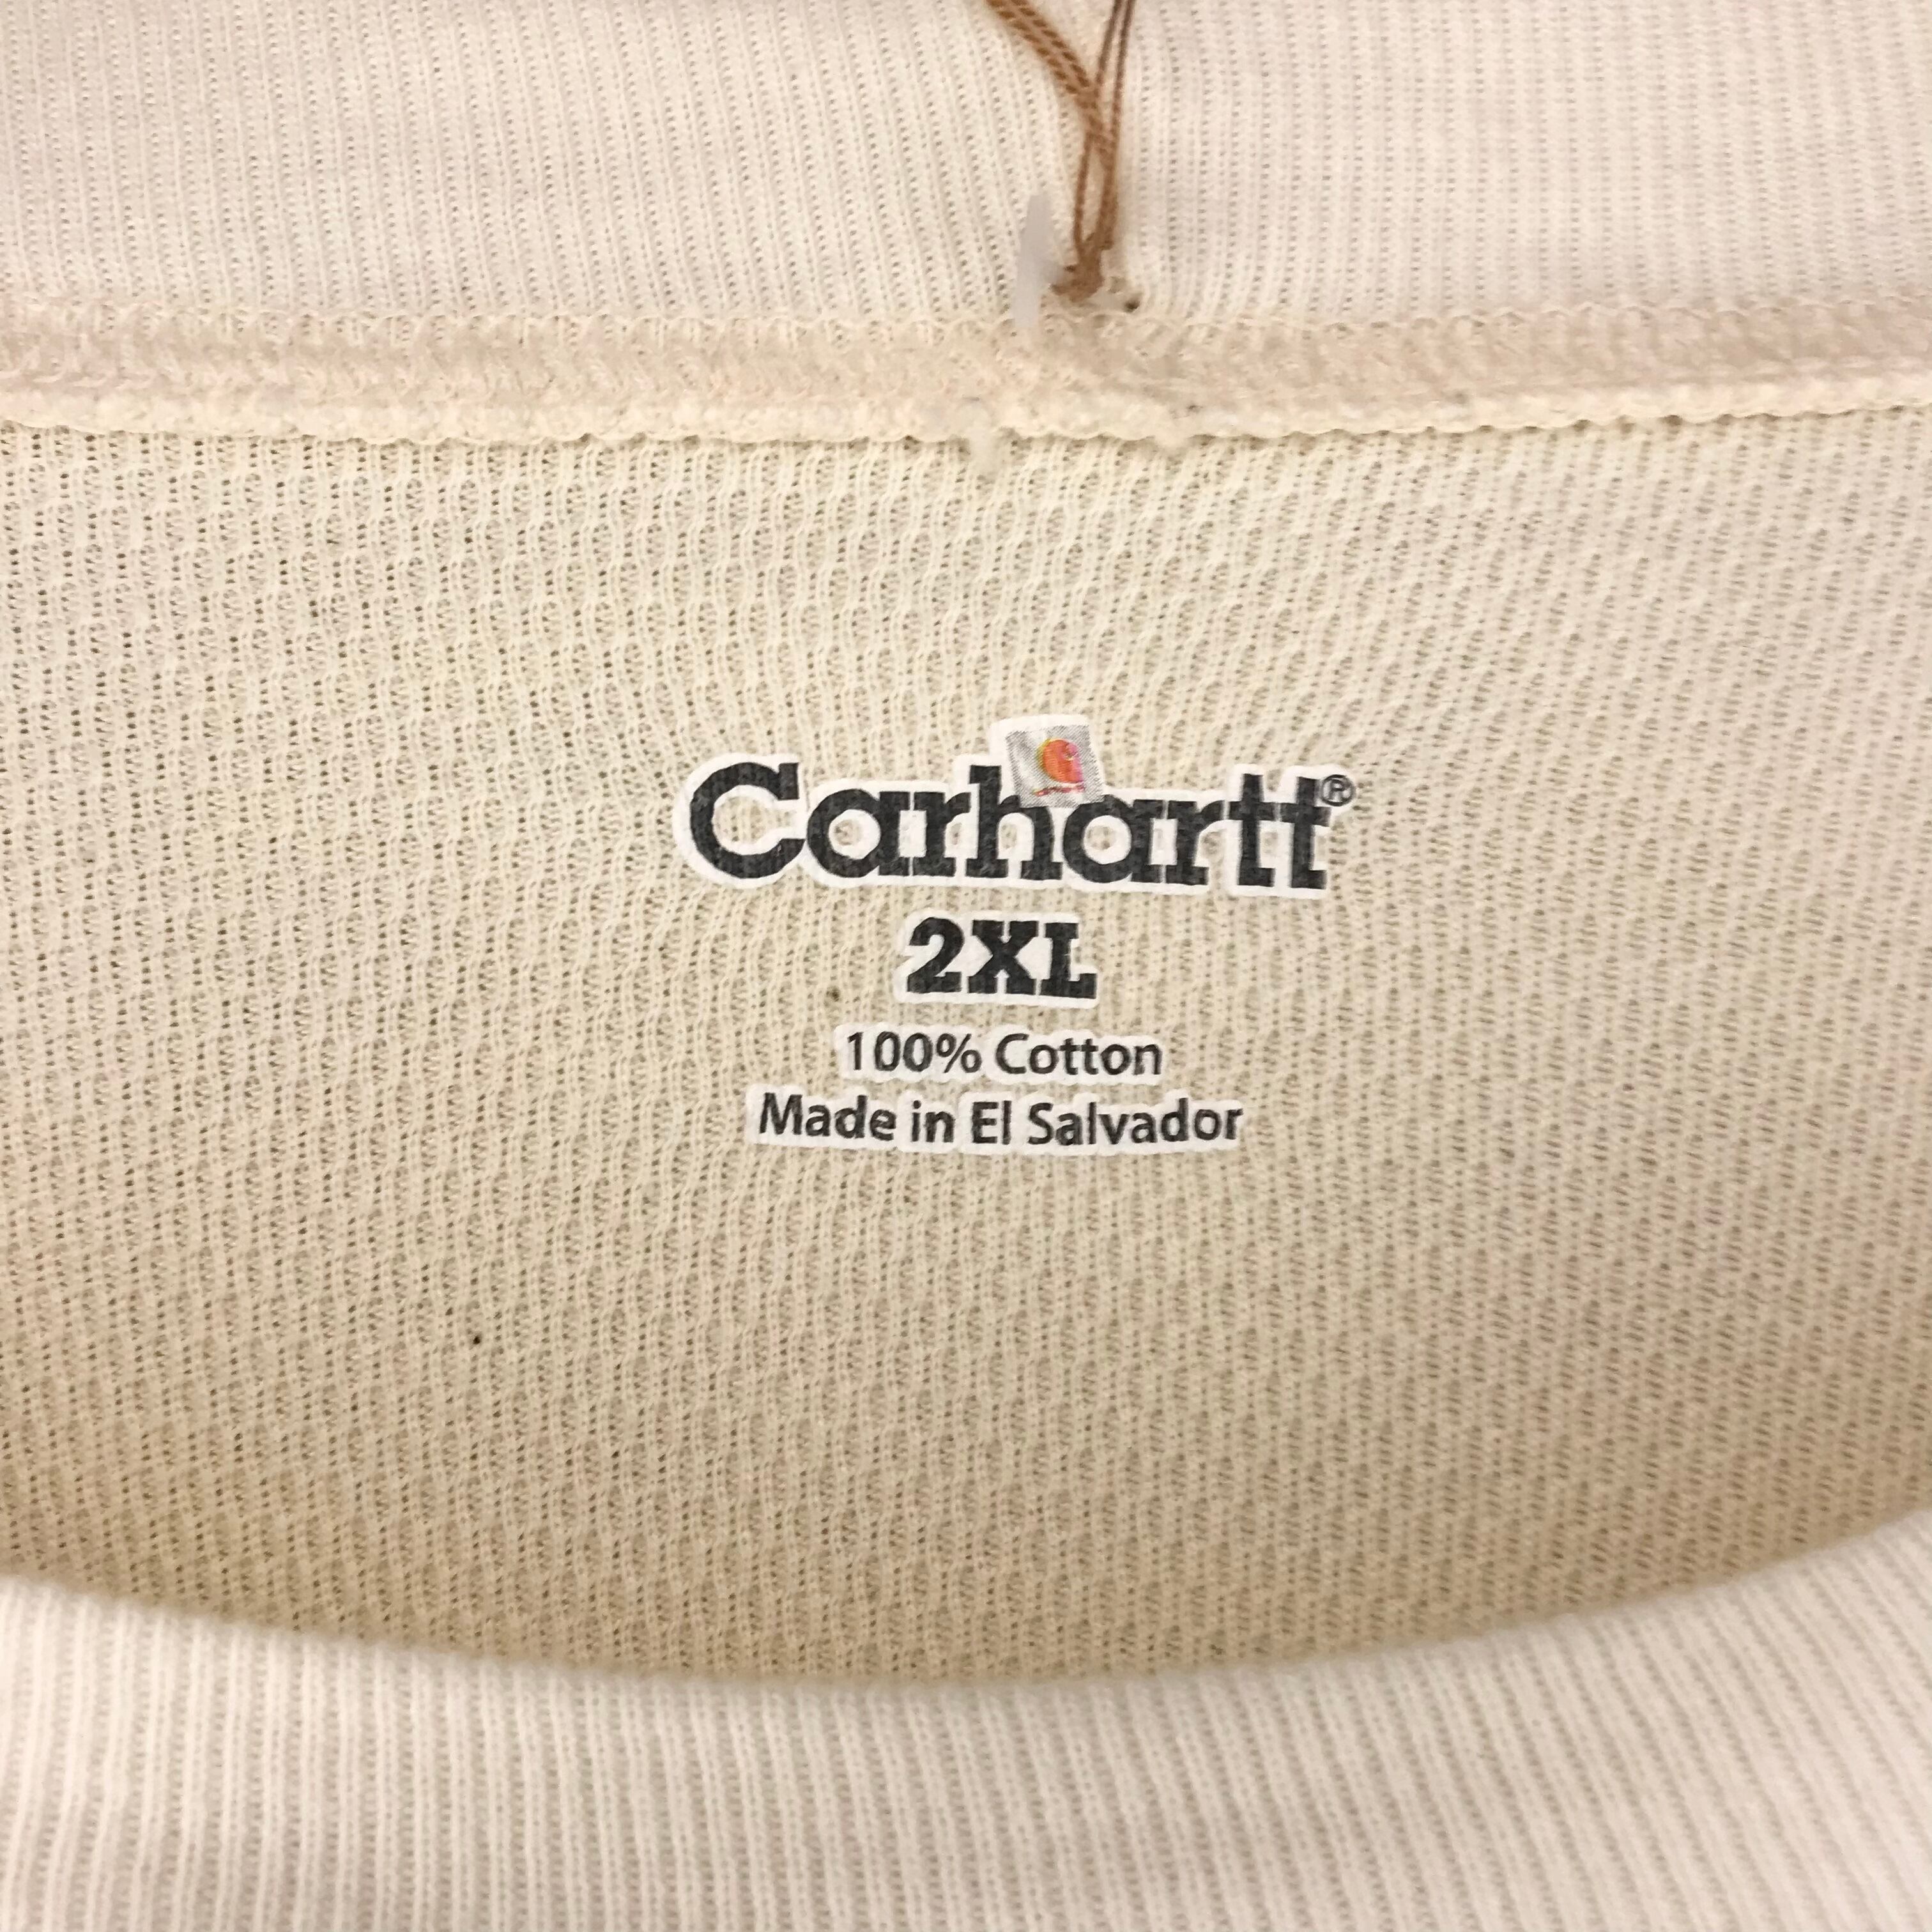 Carhartt®
2XL
100% Cotton
Made in El Salvador